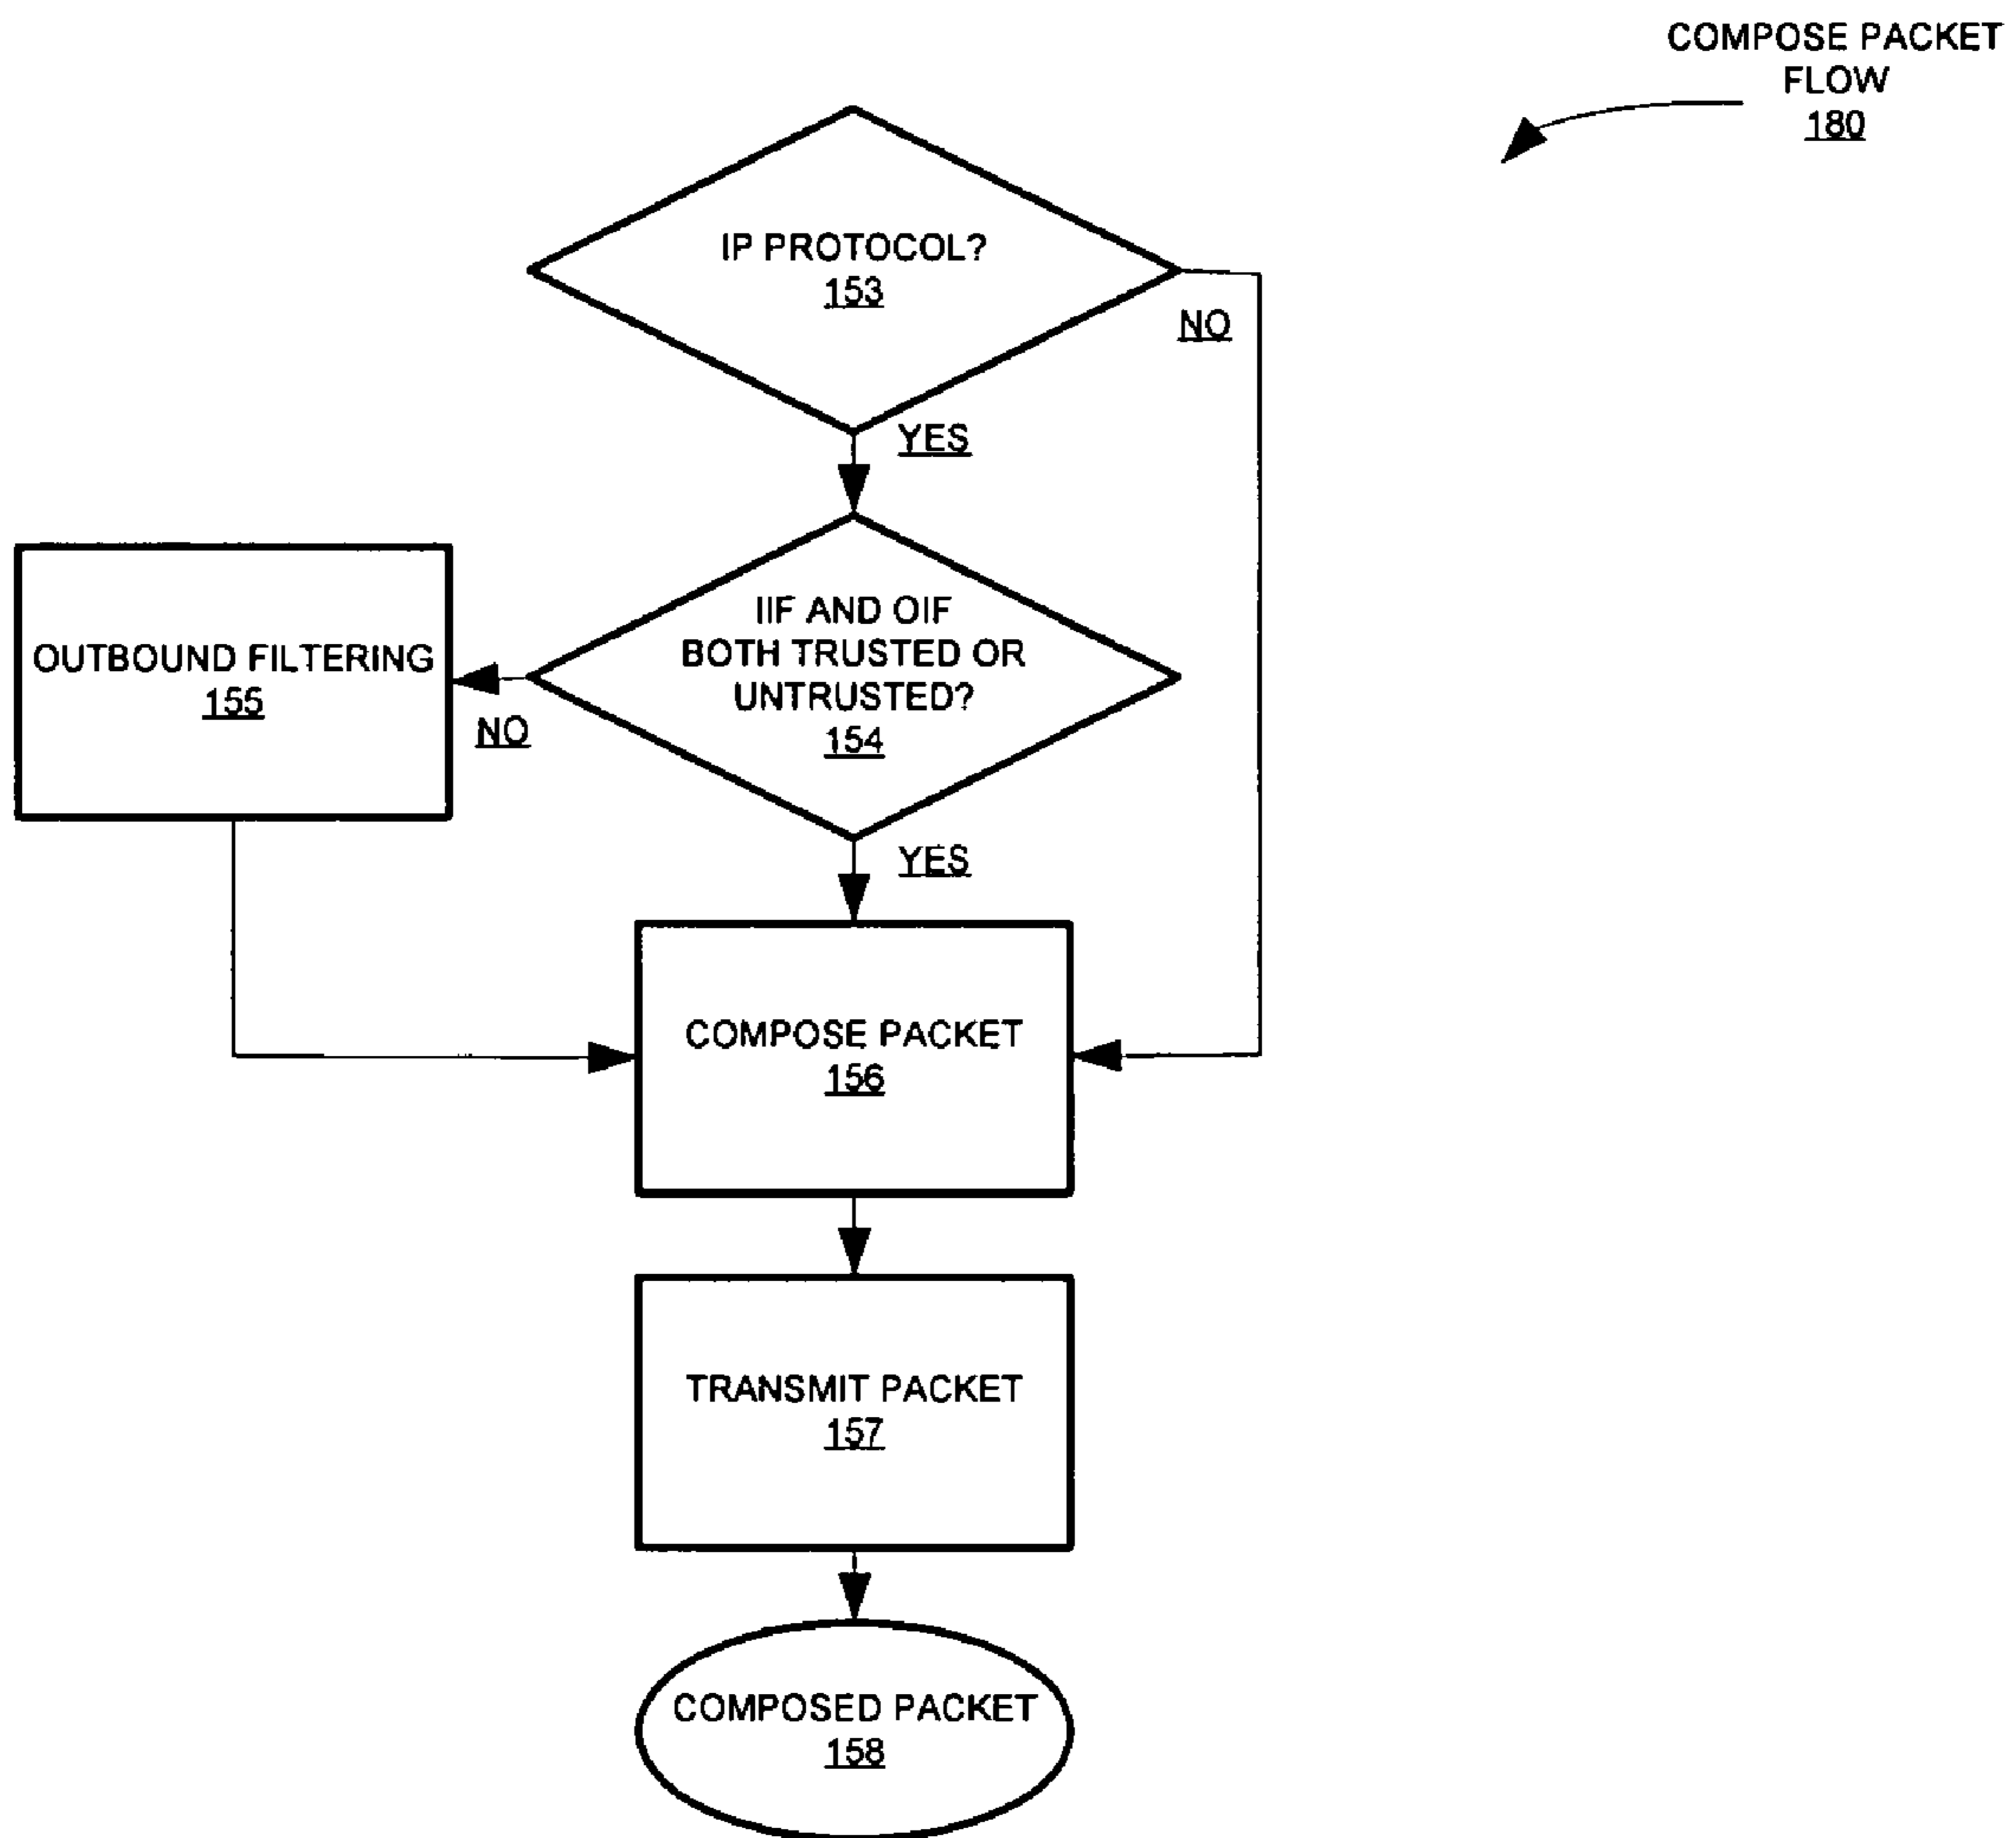 COMPOSE PACKET
FLOW
180
IP PROTOCOL?
153
NO
YES
IIF AND OIF
BOTH TRUSTED OR
UNTRUSTED?
154
OUTBOUND FILTERING
155
NO
YES
COMPOSE PACKET
156
TRANSMIT PACKET
157
COMPOSED PACKET
158